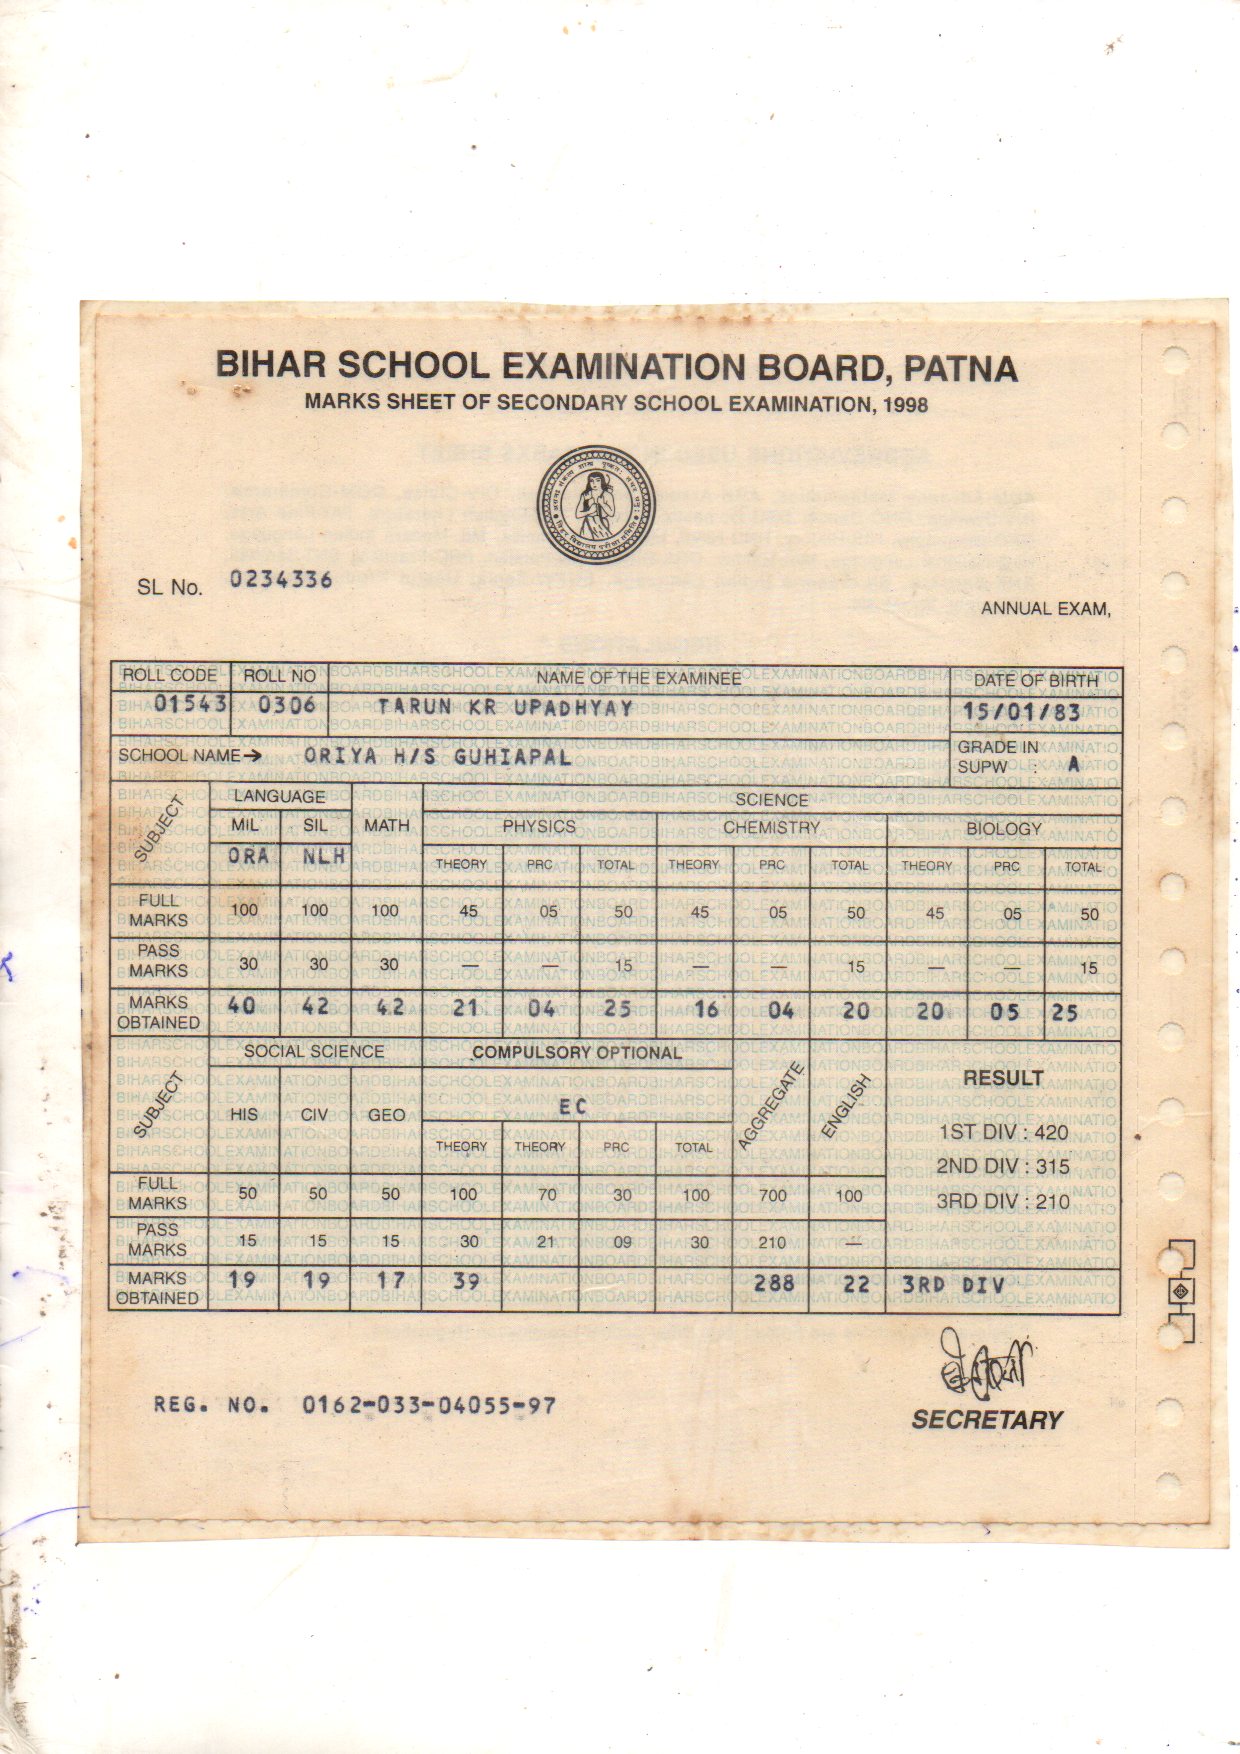 BIHAR SCHOOL EXAMINATION BOARD, PATNA
MARKS SHEET OF SECONDARY SCHOOL EXAMINATION, 1998
SL No. 0234336
ANNUAL EXAM,
ROLL CODE ROLL NO NAME OF THE EXAMINEE DATE OF BIRTH
01543 0306 TARUN KR UPADHYAY 15/01/83
SCHOOL NAME→ ORIYA H/S GUHIAPAL GRADE IN SUPW : A
SUBJECT LANGUAGE SCIENCE
MIL SIL MATH PHYSICS CHEMISTRY BIOLOGY
ORA NLH THEORY PRC TOTAL THEORY PRC TOTAL THEORY PRC TOTAL
FULL MARKS 100 100 100 45 05 50 45 05 50 45 05 50
PASS MARKS 30 30 30 — — 15 — — 15 — — 15
MARKS OBTAINED 40 42 42 21 04 25 16 04 20 20 05 25
SUBJECT SOCIAL SCIENCE COMPULSORY OPTIONAL AGGREGATE ENGLISH RESULT
HIS CIV GEO EC 1ST DIV : 420
THEORY THEORY PRC TOTAL 2ND DIV : 315
FULL MARKS 50 50 50 100 70 30 100 700 100 3RD DIV : 210
PASS MARKS 15 15 15 30 21 09 30 210 —
MARKS OBTAINED 19 19 17 39 288 22 3RD DIV
REG. NO. 0162-033-04055-97
SECRETARY